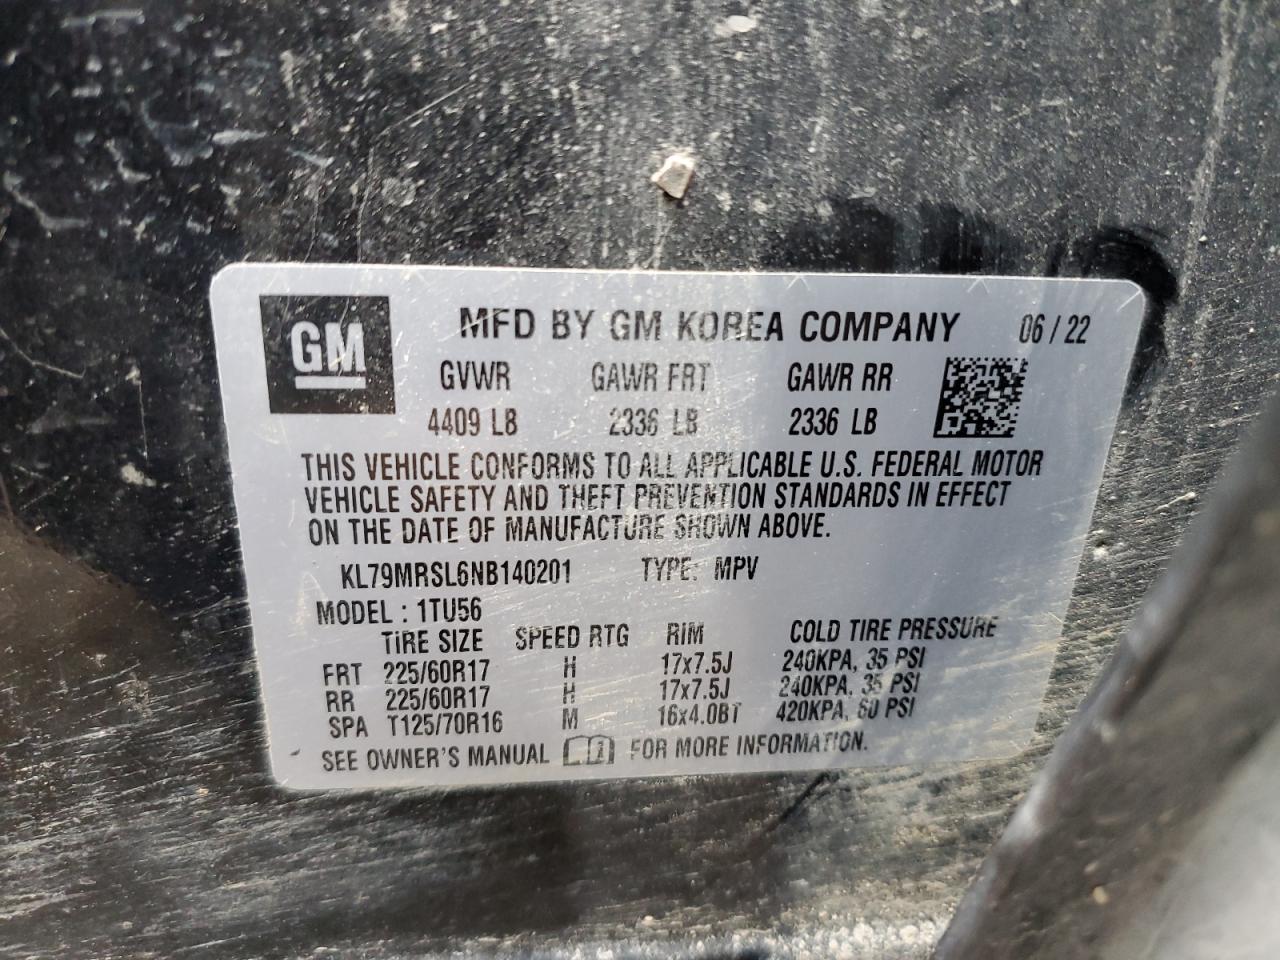 GM MFD BY GM KOREA COMPANY 06 / 22
GVWR GAWR FRT GAWR RR
4409 LB 2336 LB 2336 LB
THIS VEHICLE CONFORMS TO ALL APPLICABLE U.S. FEDERAL MOTOR
VEHICLE SAFETY AND THEFT PREVENTION STANDARDS IN EFFECT
ON THE DATE OF MANUFACTURE SHOWN ABOVE.
KL79MRSL6NB140201 TYPE: MPV
MODEL : 1TU56
TIRE SIZE SPEED RTG RIM COLD TIRE PRESSURE
FRT 225/60R17 H 17x7.5J 240KPA, 35 PSI
RR 225/60R17 H 17x7.5J 240KPA, 35 PSI
SPA T125/70R16 M 16x4.0BT 420KPA, 60 PSI
SEE OWNER'S MANUAL FOR MORE INFORMATION.